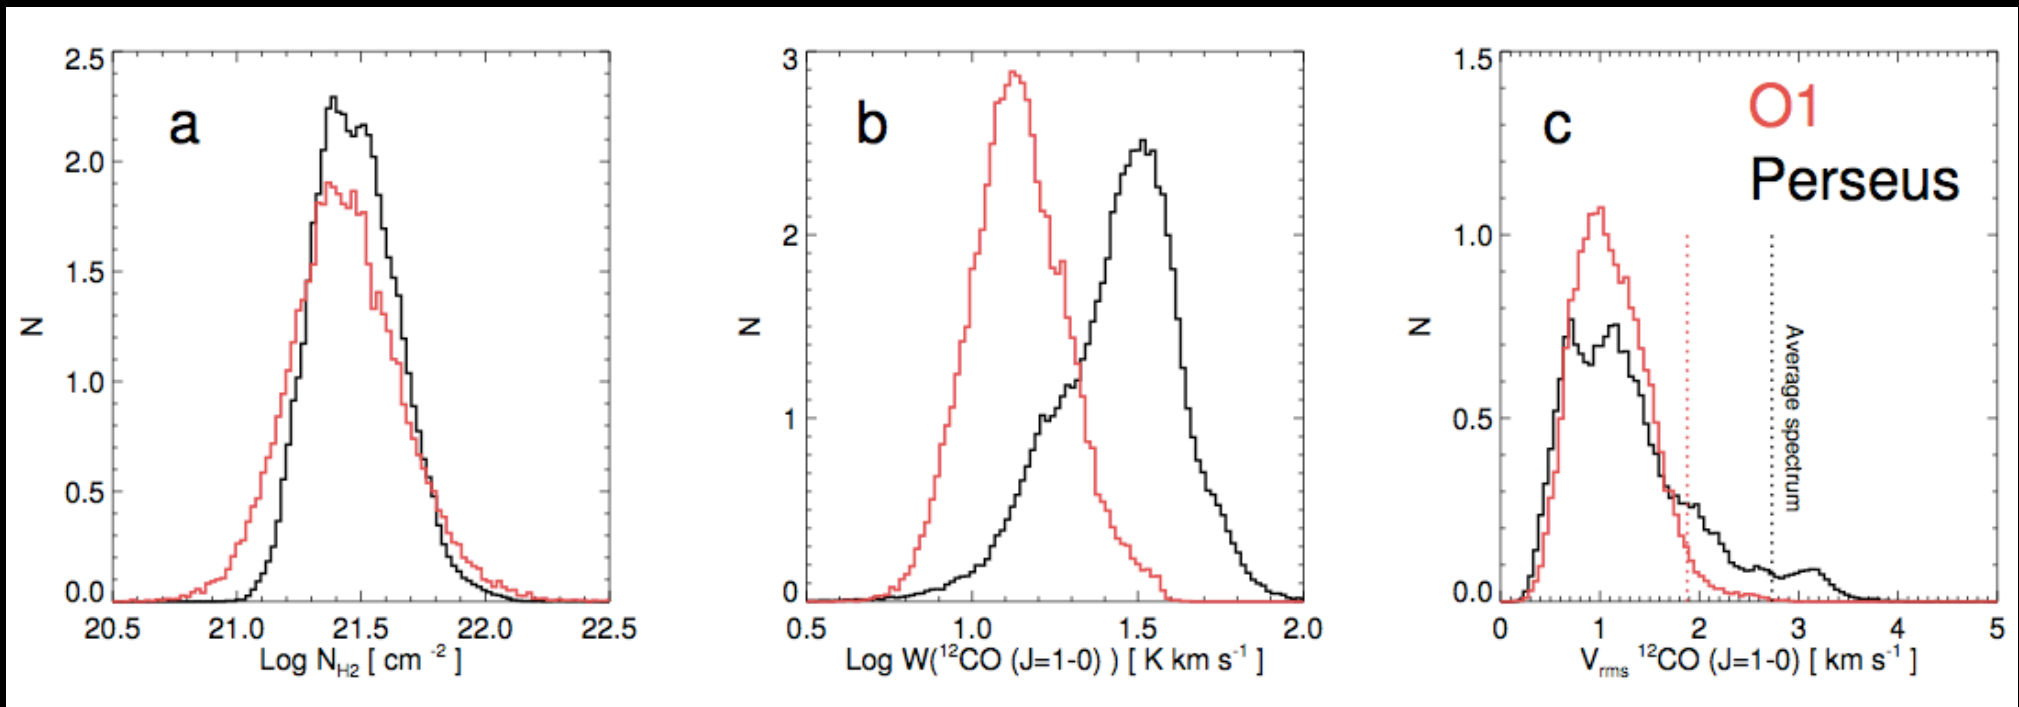 a
2.5
2.0
1.5
1.0
0.5
0.0
N
20.5 21.0 21.5 22.0 22.5
Log N_H2 [ cm^-2 ]
b
3
2
1
0
N
0.5 1.0 1.5 2.0
Log W(^12CO (J=1-0) ) [ K km s^-1 ]
c
O1
Perseus
1.5
1.0
0.5
0.0
N
Average spectrum
0 1 2 3 4 5
V_rms ^12CO (J=1-0) [ km s^-1 ]